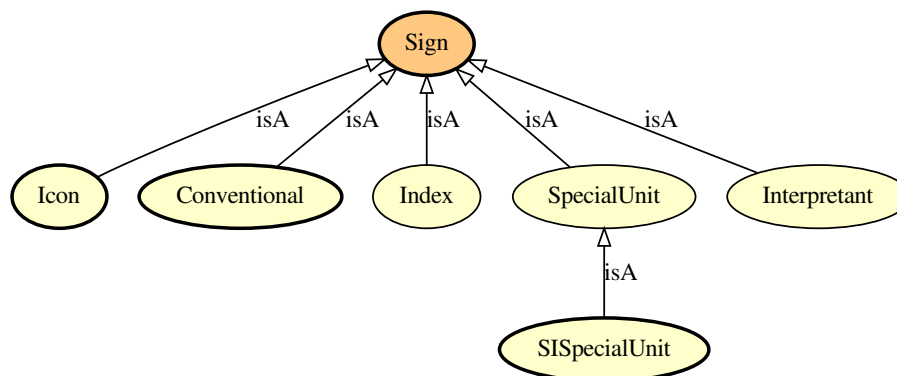 Sign
isA
isA
isA
isA
isA
Icon
Conventional
Index
SpecialUnit
Interpretant
isA
SISpecialUnit